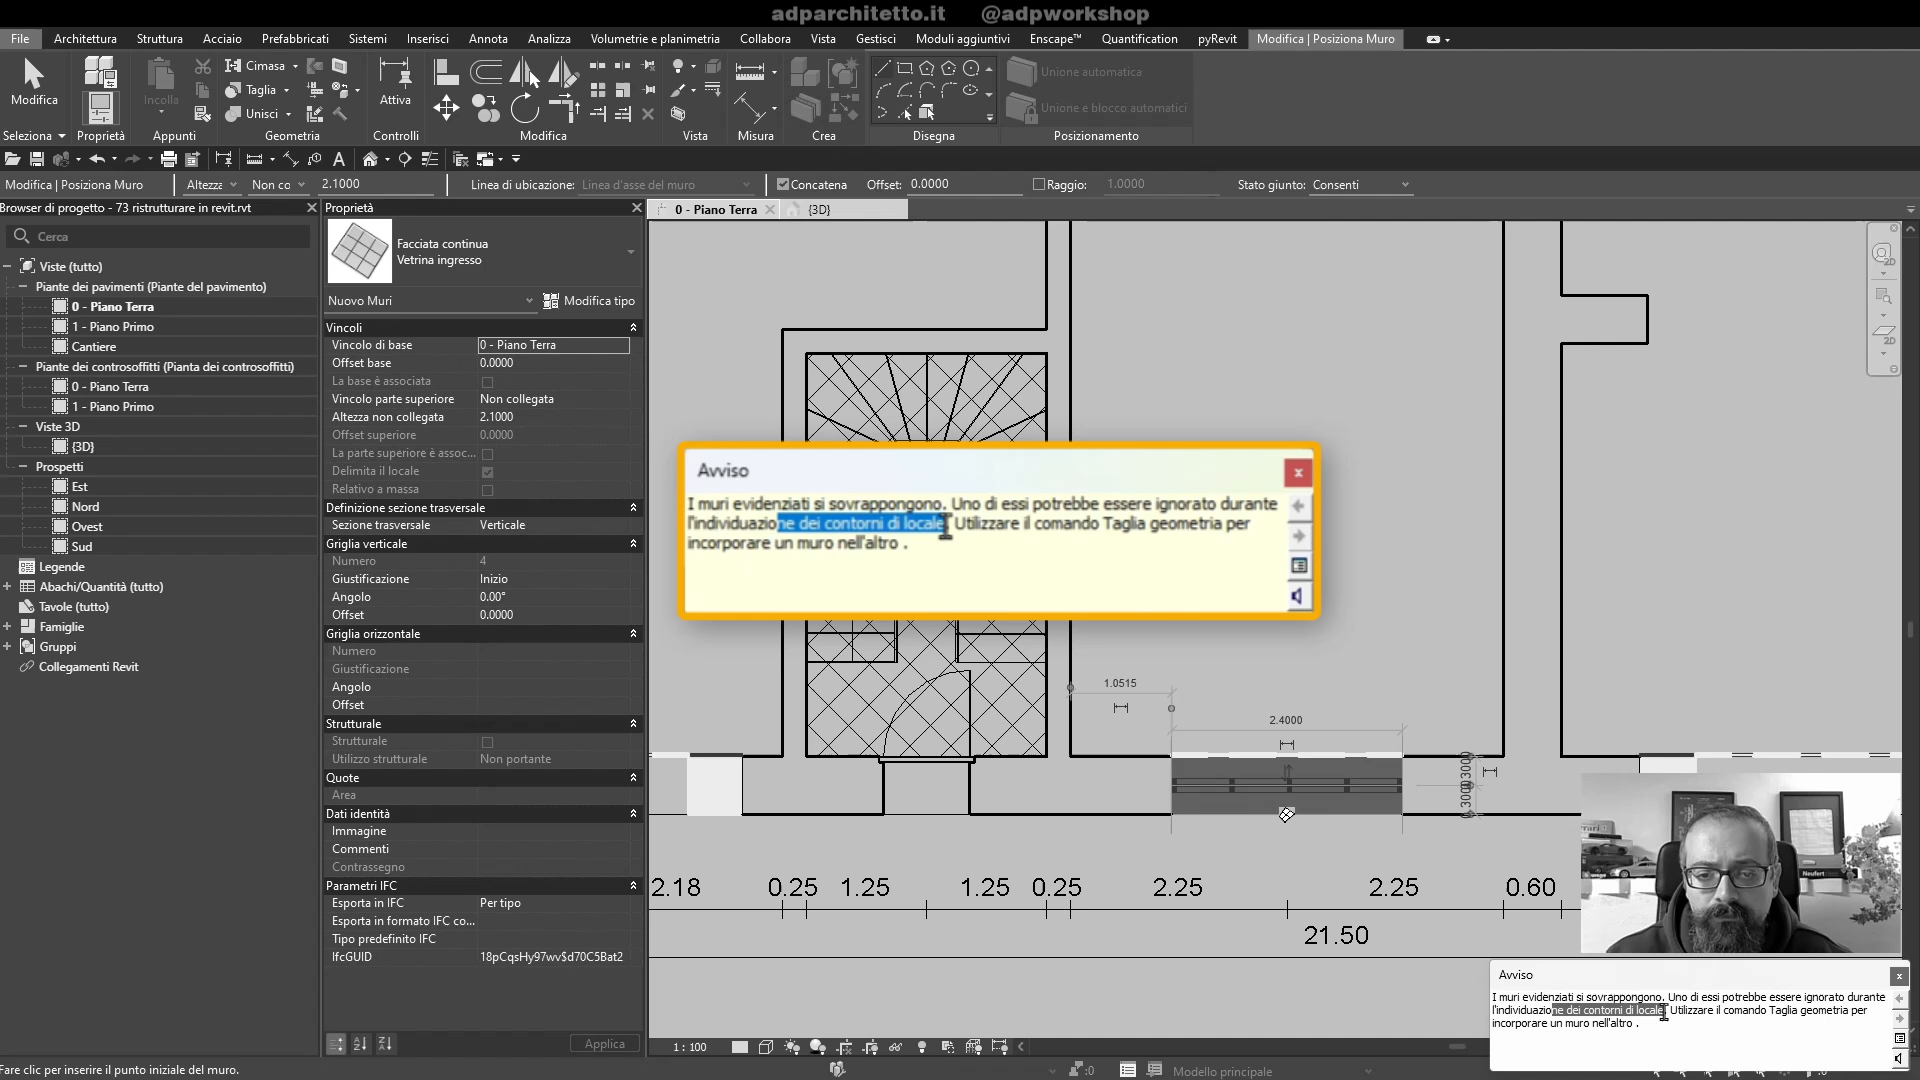 adparchitetto.it @adpworkshop
File Architettura Struttura Acciaio Prefabbricati Sistemi Inserisci Annota Analizza Volumetrie e planimetria Collabora Vista Gestisci Moduli aggiuntivi Enscape™ Quantification pyRevit Modifica | Posiziona Muro
Modifica Incolla Cimasa Taglia Unisci Attiva Unione automatica Unione e blocco automatici
Seleziona Proprietà Appunti Geometria Controlli Modifica Vista Misura Crea Disegna Posizionamento
Modifica | Posiziona Muro Altezza Non co 2.1000 Linea di ubicazione: Linea d'asse del muro Concatena Offset: 0.0000 Raggio: 1.0000 Stato giunto: Consenti
Browser di progetto - 73 ristrutturare in revit.rvt
Cerca
Viste (tutto)
Piante dei pavimenti (Piante del pavimento)
0 - Piano Terra
1 - Piano Primo
Cantiere
Piante dei controsoffitti (Pianta dei controsoffitti)
0 - Piano Terra
1 - Piano Primo
Viste 3D
{3D}
Prospetti
Est
Nord
Ovest
Sud
Legende
Abachi/Quantità (tutto)
Tavole (tutto)
Famiglie
Gruppi
Collegamenti Revit
Proprietà
Facciata continua
Vetrina ingresso
Nuovo Muri Modifica tipo
Vincoli
Vincolo di base 0 - Piano Terra
Offset base 0.0000
La base è associata
Vincolo parte superiore Non collegata
Altezza non collegata 2.1000
Offset superiore 0.0000
La parte superiore è assoc...
Delimita il locale
Relativo a massa
Definizione sezione trasversale
Sezione trasversale Verticale
Griglia verticale
Numero 4
Giustificazione Inizio
Angolo 0.00°
Offset 0.0000
Griglia orizzontale
Numero
Giustificazione
Angolo
Offset
Strutturale
Strutturale
Utilizzo strutturale Non portante
Quote
Area
Dati identità
Immagine
Commenti
Contrassegno
Parametri IFC
Esporta in IFC Per tipo
Esporta in formato IFC co...
Tipo predefinito IFC
IfcGUID 18pCqsHy97wv$d70C5Bat2
Applica
0 - Piano Terra {3D}
2D
2D
Avviso
I muri evidenziati si sovrappongono. Uno di essi potrebbe essere ignorato durante
l'individuazione dei contorni di locale. Utilizzare il comando Taglia geometria per
incorporare un muro nell'altro .
1.0515
2.4000
.3000
.3000
2.18 0.25 1.25 1.25 0.25 2.25 2.25 0.60
21.50
Neufert
Avviso
I muri evidenziati si sovrappongono. Uno di essi potrebbe essere ignorato durante
l'individuazione dei contorni di locale. Utilizzare il comando Taglia geometria per
incorporare un muro nell'altro .
1 : 100
Fare clic per inserire il punto iniziale del muro.
:0 Modello principale